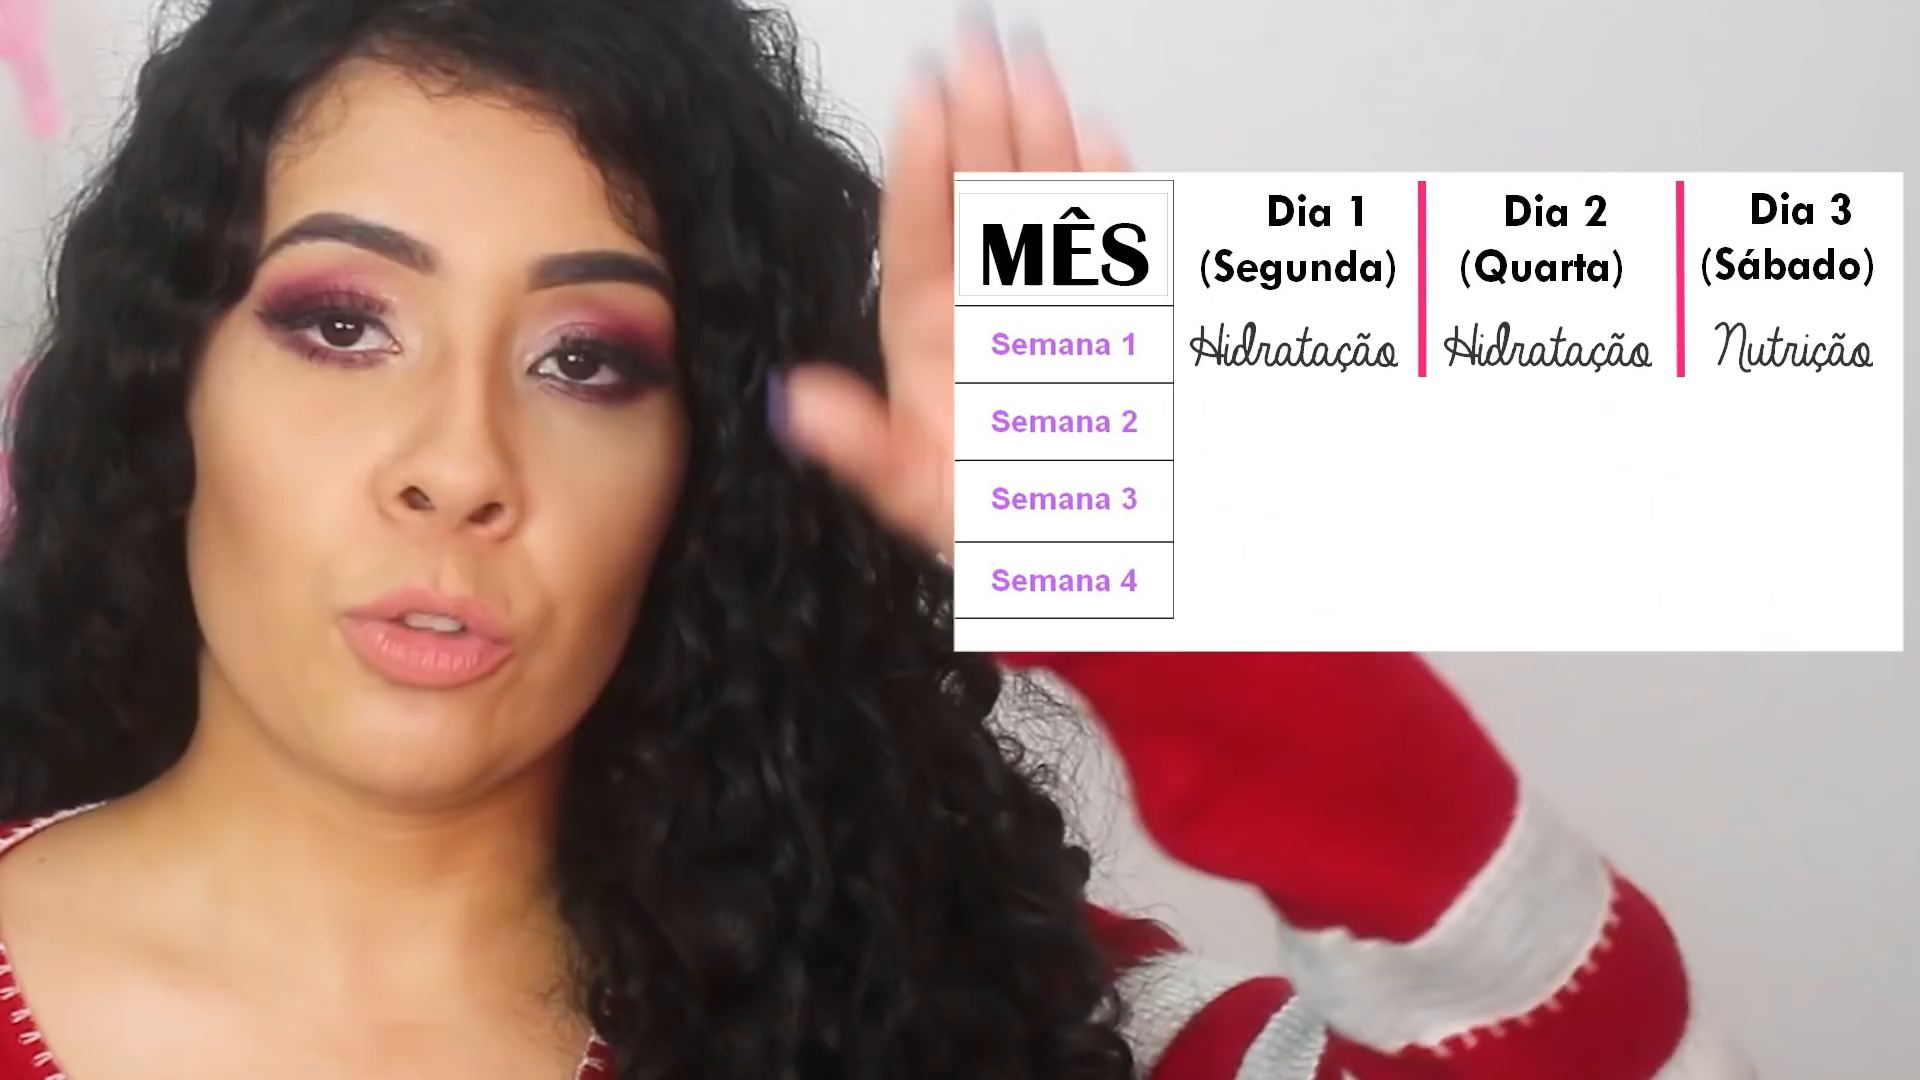 MÊS
Dia 1
(Segunda)
Dia 2
(Quarta)
Dia 3
(Sábado)
Semana 1
Hidratação
Hidratação
Nutrição
Semana 2
Semana 3
Semana 4